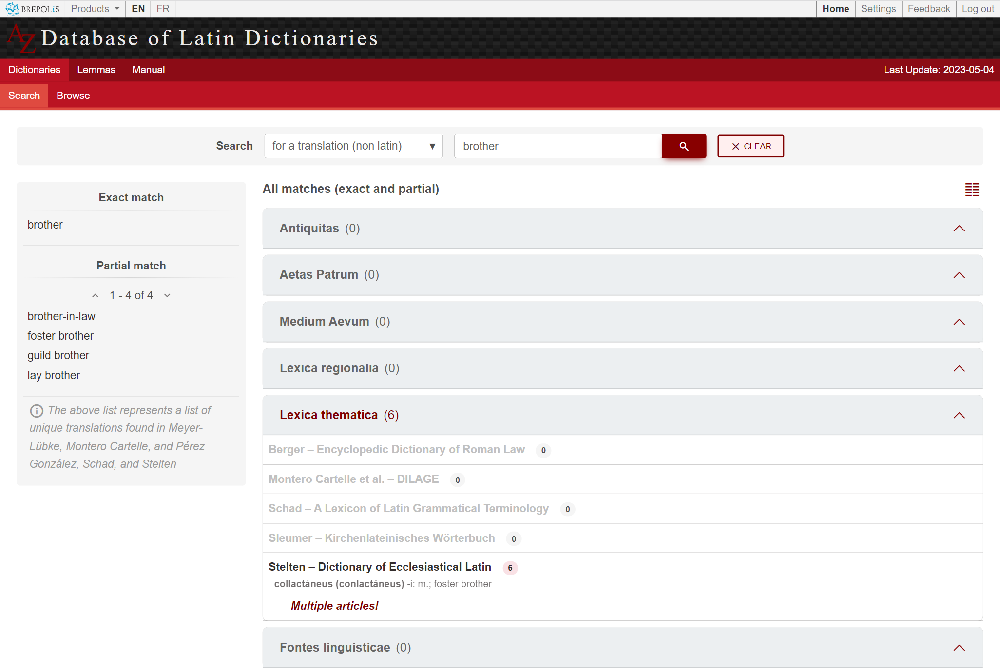 BREPOLiS Products EN FR Home Settings Feedback Log out
AZ Database of Latin Dictionaries
Dictionaries Lemmas Manual Last Update: 2023-05-04
Search Browse
Search for a translation (non latin) brother CLEAR
Exact match
brother
Partial match
1 - 4 of 4
brother-in-law
foster brother
guild brother
lay brother
The above list represents a list of
unique translations found in Meyer-
Lübke, Montero Cartelle, and Pérez
González, Schad, and Stelten
All matches (exact and partial)
Antiquitas (0)
Aetas Patrum (0)
Medium Aevum (0)
Lexica regionalia (0)
Lexica thematica (6)
Berger – Encyclopedic Dictionary of Roman Law 0
Montero Cartelle et al. – DILAGE 0
Schad – A Lexicon of Latin Grammatical Terminology 0
Sleumer – Kirchenlateinisches Wörterbuch 0
Stelten – Dictionary of Ecclesiastical Latin 6
collactáneus (conlactáneus) -i: m.; foster brother
Multiple articles!
Fontes linguisticae (0)